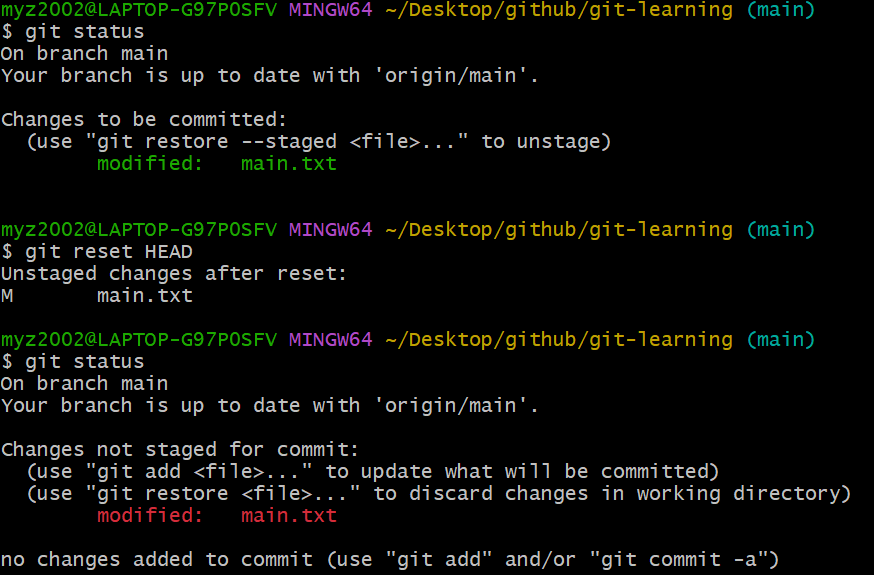 myz2002@LAPTOP-G97P0SFV MINGW64 ~/Desktop/github/git-learning (main)
$ git status
On branch main
Your branch is up to date with 'origin/main'.
Changes to be committed:
  (use "git restore --staged <file>..." to unstage)
        modified:   main.txt
myz2002@LAPTOP-G97P0SFV MINGW64 ~/Desktop/github/git-learning (main)
$ git reset HEAD
Unstaged changes after reset:
M       main.txt
myz2002@LAPTOP-G97P0SFV MINGW64 ~/Desktop/github/git-learning (main)
$ git status
On branch main
Your branch is up to date with 'origin/main'.
Changes not staged for commit:
  (use "git add <file>..." to update what will be committed)
  (use "git restore <file>..." to discard changes in working directory)
        modified:   main.txt
no changes added to commit (use "git add" and/or "git commit -a")